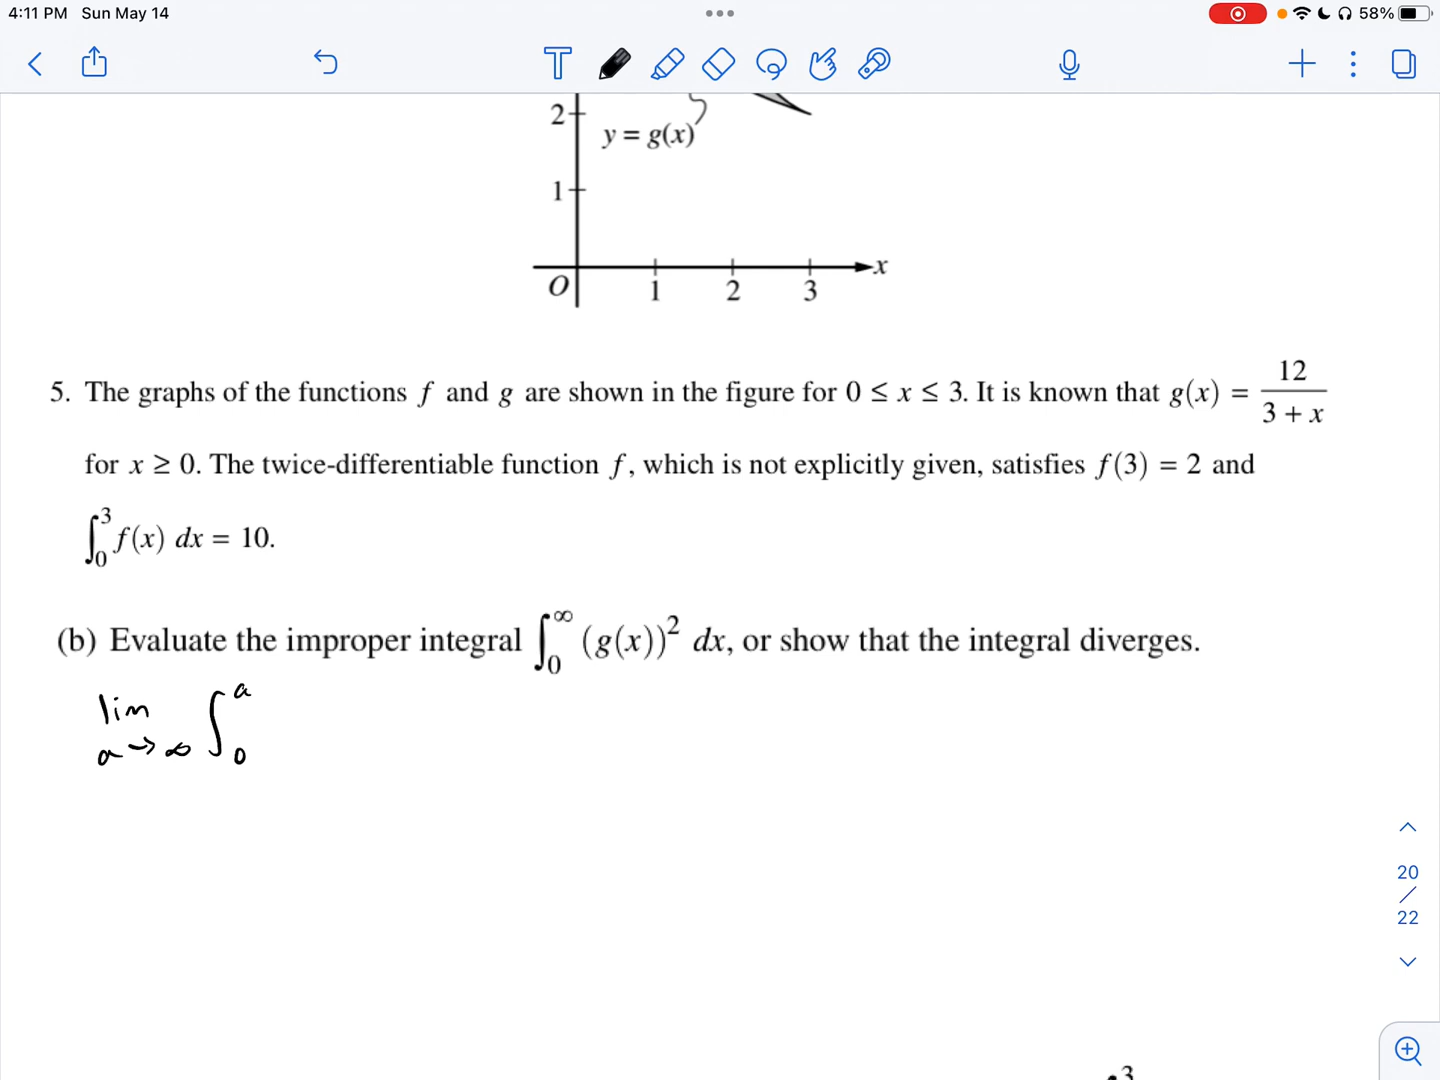 4:11 PM Sun May 14
58%
T
2
y = g(x)
1
x
O 1 2 3
5. The graphs of the functions f and g are shown in the figure for 0 ≤ x ≤ 3. It is known that g(x) = 12/(3 + x)
for x ≥ 0. The twice-differentiable function f, which is not explicitly given, satisfies f(3) = 2 and
∫₀³ f(x) dx = 10.
(b) Evaluate the improper integral ∫₀^∞ (g(x))² dx, or show that the integral diverges.
lim a→∞ ∫₀^a
20
/
22
3